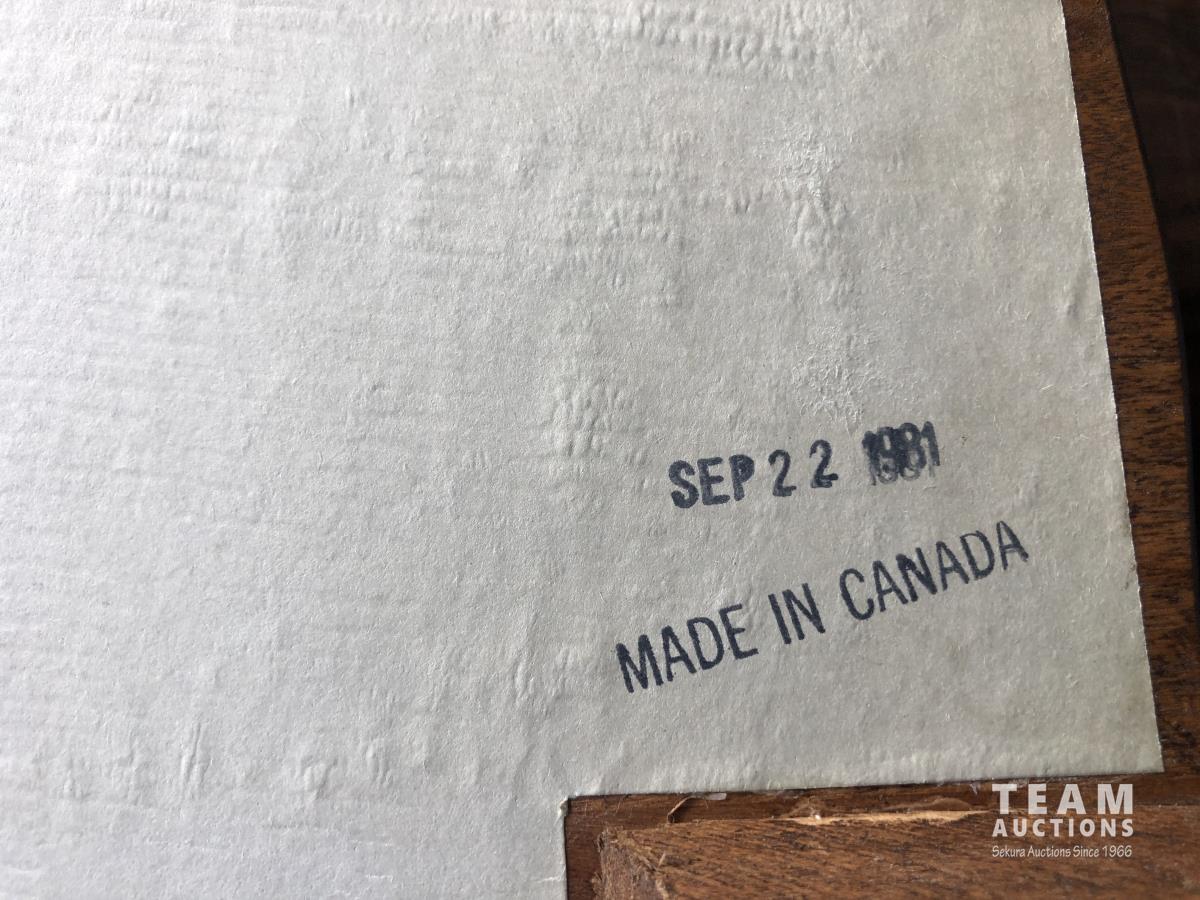 SEP 22 1981
MADE IN CANADA
TEAM
AUCTIONS
Sekura Auctions Since 1966